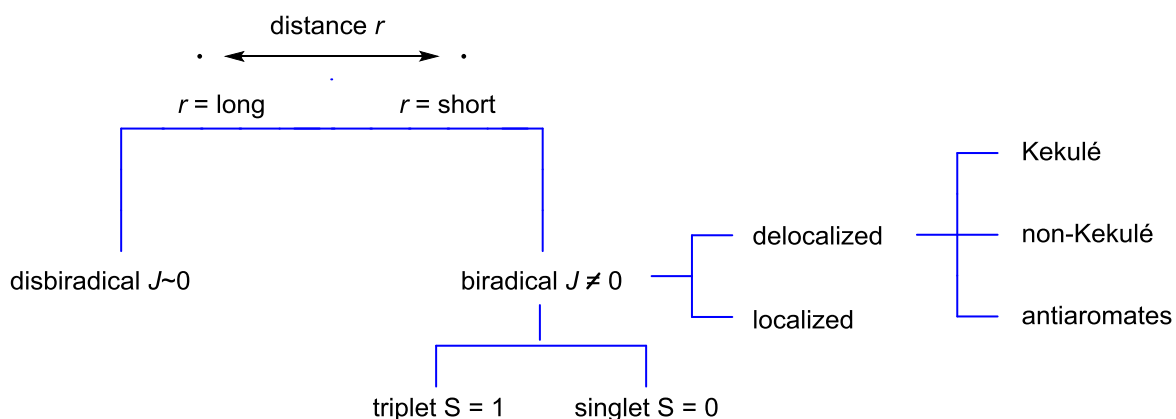 distance r
r = long
r = short
Kekulé
delocalized
non-Kekulé
disbiradical J~0
biradical J ≠ 0
localized
antiaromates
triplet S = 1
singlet S = 0